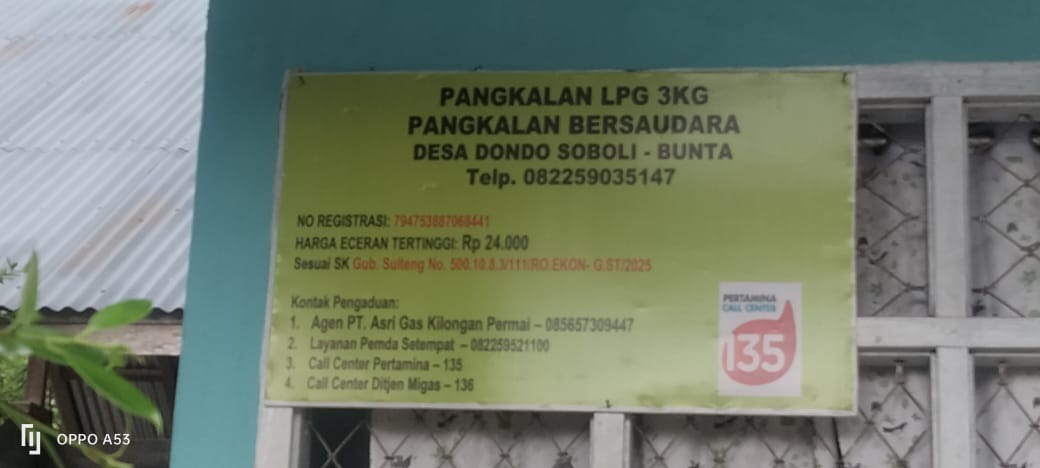 PANGKALAN LPG 3KG
PANGKALAN BERSAUDARA
DESA DONDO SOBOLI - BUNTA
Telp. 082259035147
NO REGISTRASI: 794753887068441
HARGA ECERAN TERTINGGI: Rp 24.000
Sesuai SK Gub. Sulteng No. 500.10.8.3/111/RO.EKON- G.ST/2025
Kontak Pengaduan:
1. Agen PT. Asri Gas Kilongan Permai – 085657309447
2. Layanan Pemda Setempat – 082259521100
3. Call Center Pertamina – 135
4. Call Center Ditjen Migas – 136
PERTAMINA
CALL CENTER
135
OPPO A53